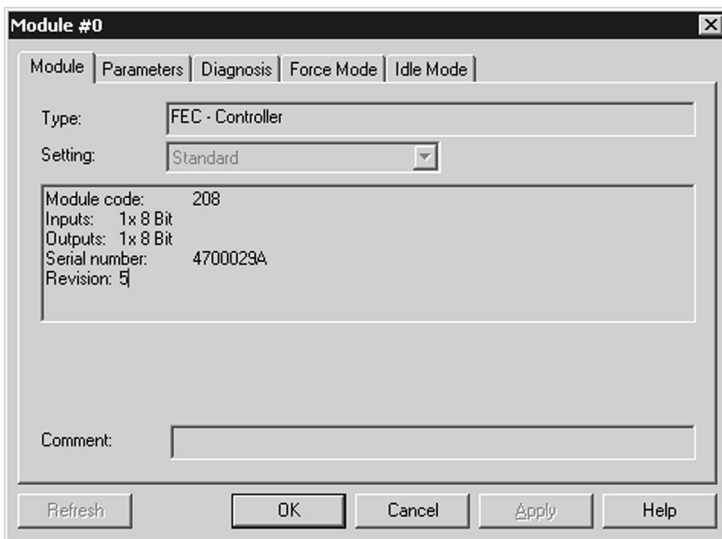 Module #0
Module Parameters Diagnosis Force Mode Idle Mode
Type: FEC - Controller
Setting: Standard
Module code: 208
Inputs: 1x 8 Bit
Outputs: 1x 8 Bit
Serial number: 4700029A
Revision: 5
Comment:
Refresh OK Cancel Apply Help